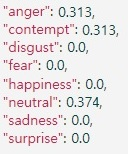 "anger": 0.313,
"contempt": 0.313,
"disgust": 0.0,
"fear": 0.0,
"happiness": 0.0,
"neutral": 0.374,
"sadness": 0.0,
"surprise": 0.0